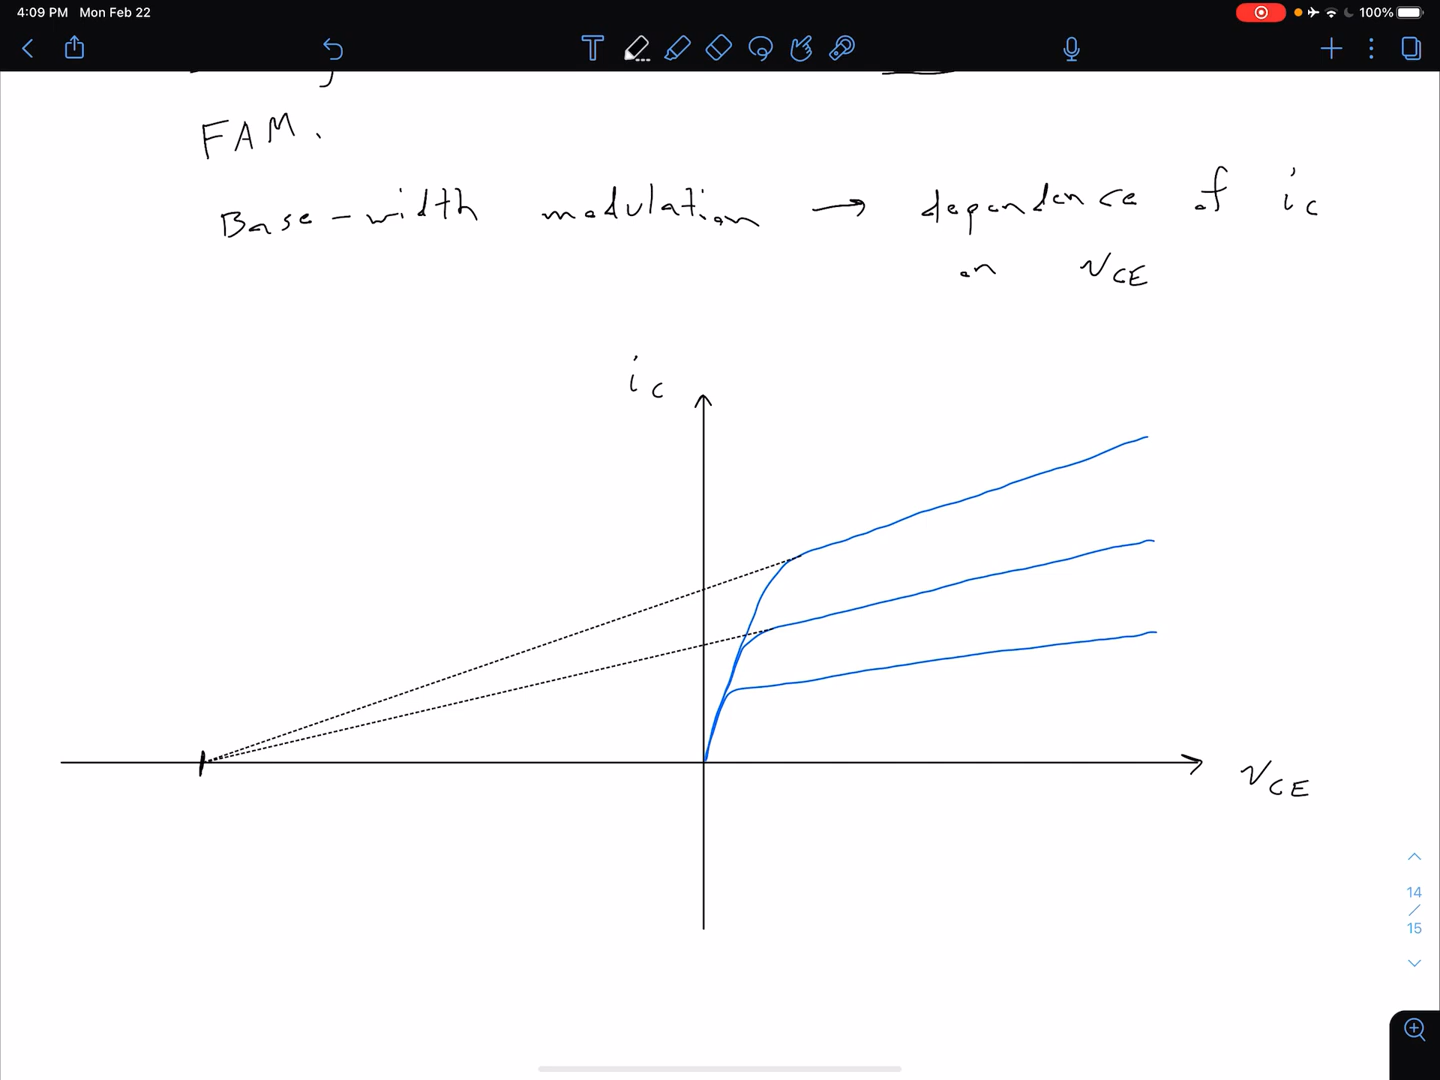 4:09 PM Mon Feb 22
100%
T
FAM.
Base-width modulation → dependence of ic
on vCE
ic
vCE
14
/
15